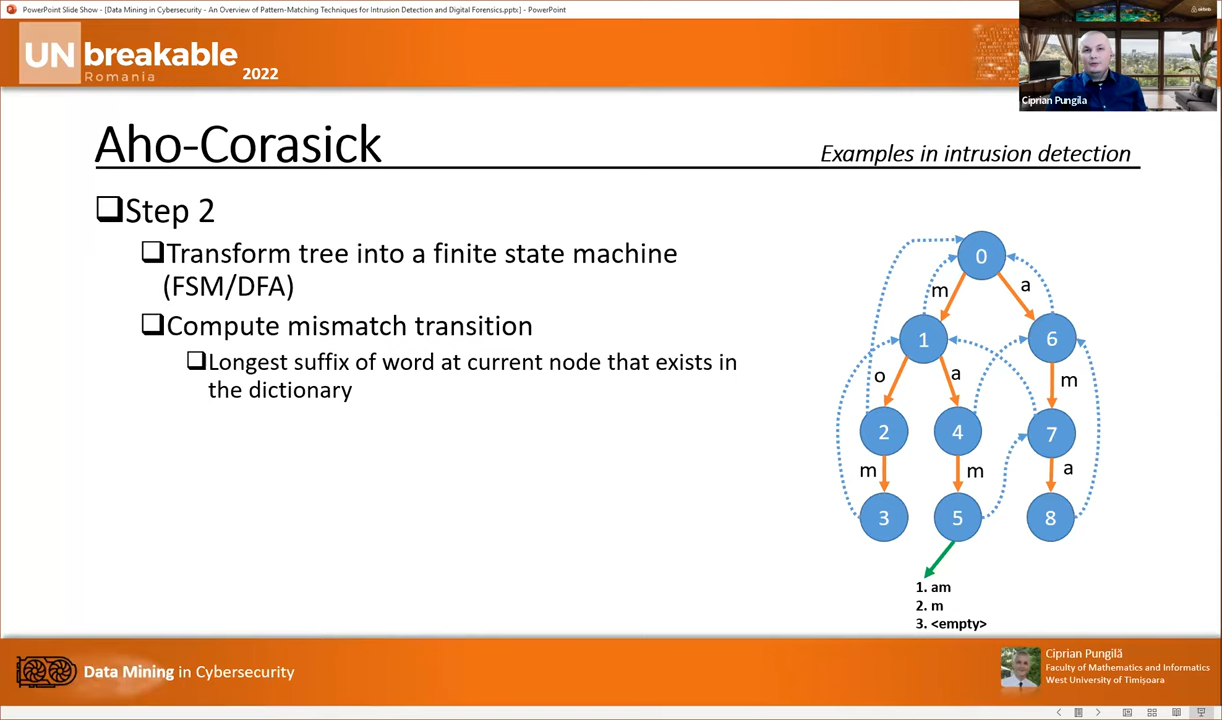 PowerPoint Slide Show - [Data Mining in Cybersecurity - An Overview of Pattern-Matching Techniques for Intrusion Detection and Digital Forensics.pptx] - PowerPoint
UNbreakable
Romania
2022
Ciprian Pungila
Aho-Corasick
Examples in intrusion detection
Step 2
Transform tree into a finite state machine
(FSM/DFA)
Compute mismatch transition
Longest suffix of word at current node that exists in
the dictionary
0
m
a
1
6
o
a
m
2
4
7
m
m
a
3
5
8
1. am
2. m
3. <empty>
Data Mining in Cybersecurity
Ciprian Pungilă
Faculty of Mathematics and Informatics
West University of Timișoara